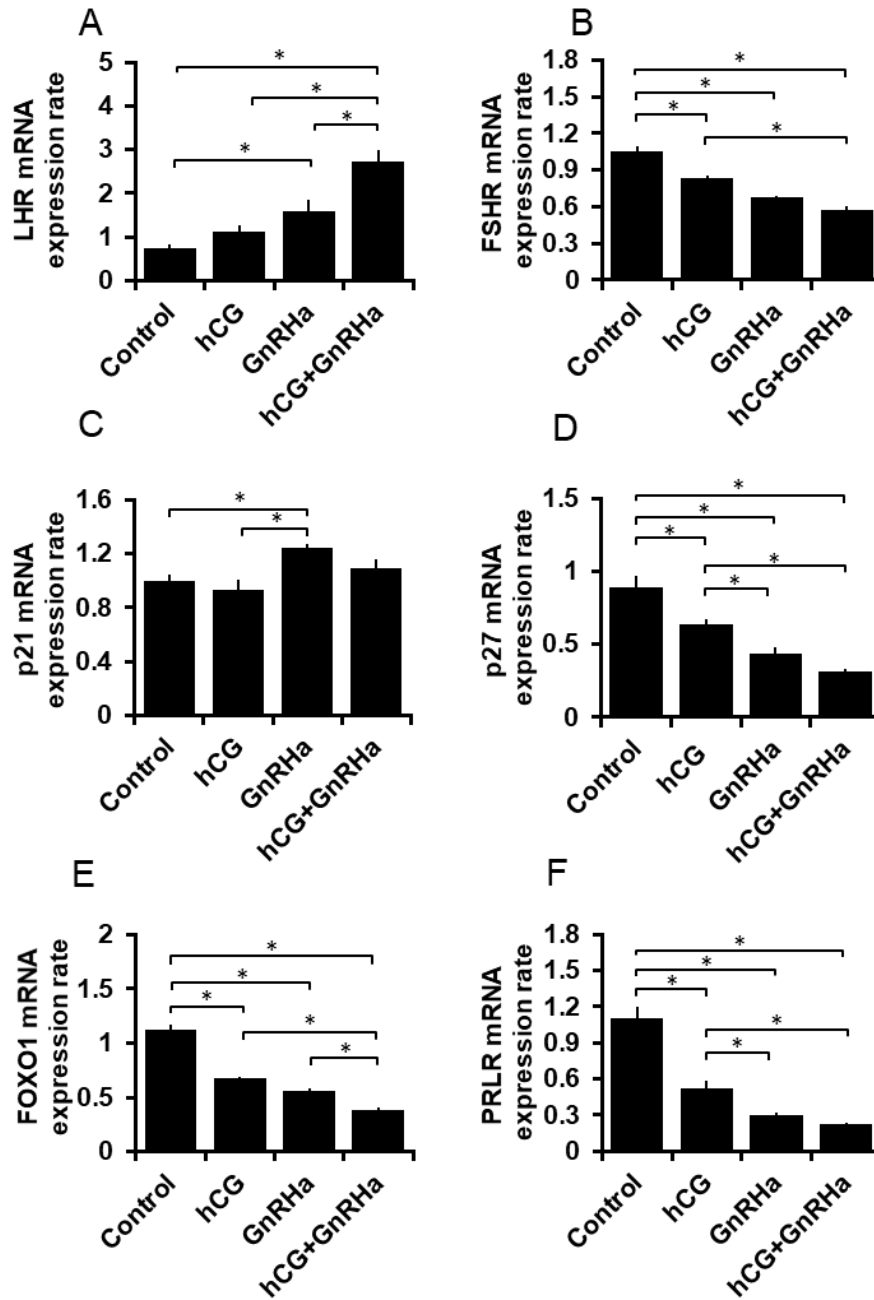 A
LHR mRNA
expression rate
5
4
3
2
1
0
*
*
*
*
Control
hCG
GnRHa
hCG+GnRHa
B
FSHR mRNA
expression rate
1.8
1.5
1.2
0.9
0.6
0.3
0
*
*
*
*
Control
hCG
GnRHa
hCG+GnRHa
C
p21 mRNA
expression rate
1.6
1.2
0.8
0.4
0
*
*
Control
hCG
GnRHa
hCG+GnRHa
D
p27 mRNA
expression rate
1.5
1
0.5
0
*
*
*
*
*
Control
hCG
GnRHa
hCG+GnRHa
E
FOXO1 mRNA
expression rate
2
1.5
1
0.5
0
*
*
*
*
*
Control
hCG
GnRHa
hCG+GnRHa
F
PRLR mRNA
expression rate
1.8
1.5
1.2
0.9
0.6
0.3
0
*
*
*
*
*
Control
hCG
GnRHa
hCG+GnRHa